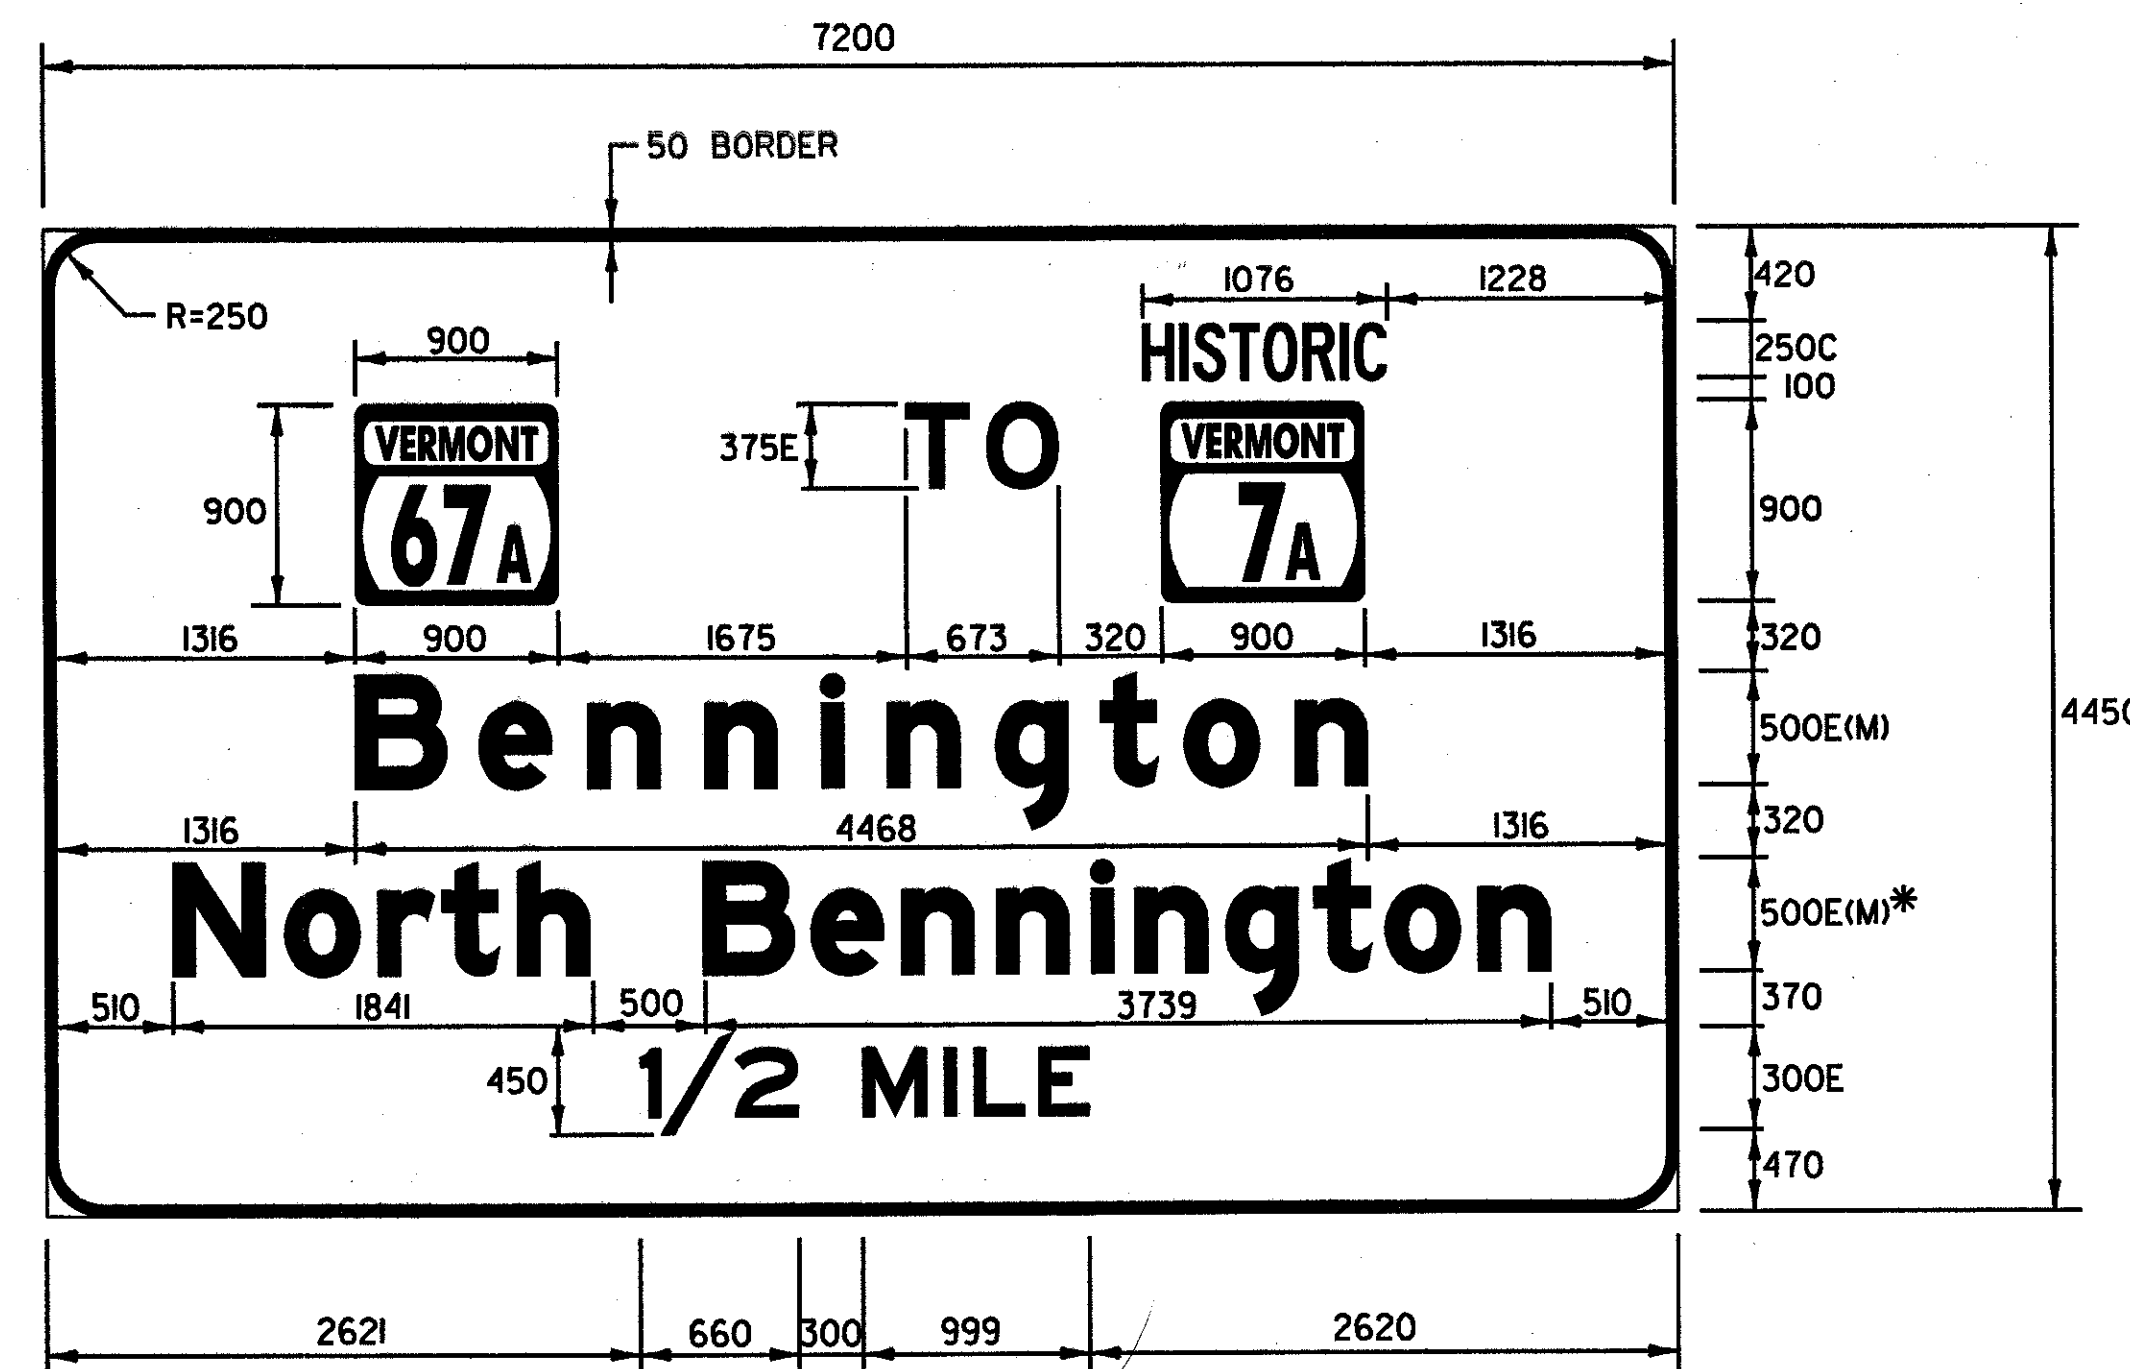 7200
50 BORDER
R=250
1076 1228
420
HISTORIC
250C
100
900
VERMONT
67A
900
375E
TO
VERMONT
7A
900
1316 900 1675 673 320 900 1316
320
Bennington
500E(M)
4450
1316 4468 1316
320
North Bennington
500E(M)*
510 1841 500 3739 510
370
450
1/2 MILE
300E
470
2621 660 300 999 2620